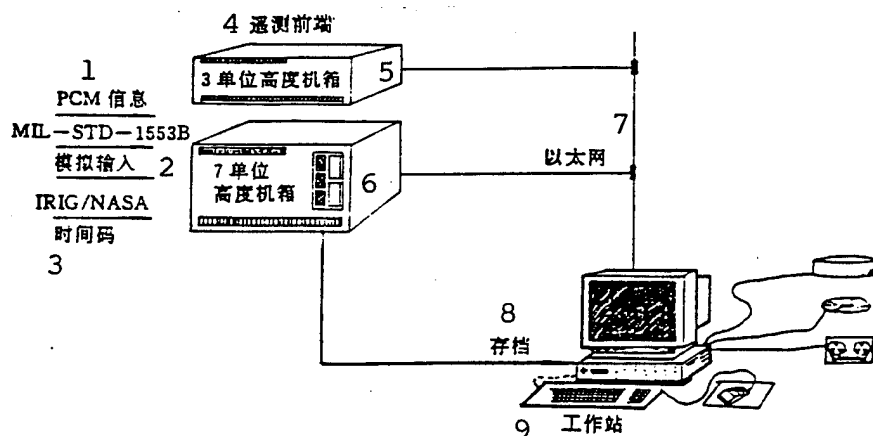 4 遥测前端
3 单位高度机箱 5
1
PCM 信息
MIL-STD-1553B
模拟输入 2
IRIG/NASA
时间码
3
7 单位
高度机箱
6
7
以太网
8
存档
9 工作站